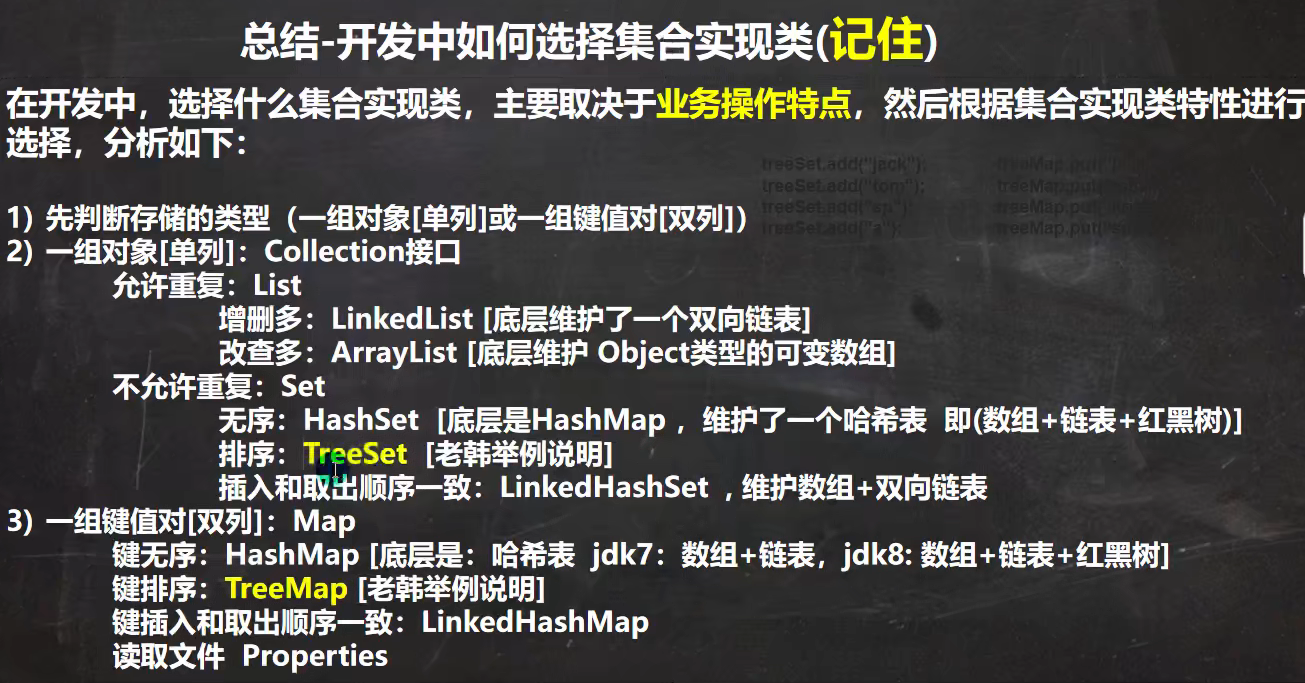 总结-开发中如何选择集合实现类(记住)
在开发中，选择什么集合实现类，主要取决于业务操作特点，然后根据集合实现类特性进行
选择，分析如下：
treeSet.add("jack");
treeSet.add("tom");
treeSet.add("sp");
treeSet.add("a");
1) 先判断存储的类型（一组对象[单列]或一组键值对[双列]）
2) 一组对象[单列]：Collection接口
允许重复：List
增删多：LinkedList [底层维护了一个双向链表]
改查多：ArrayList [底层维护 Object类型的可变数组]
不允许重复：Set
无序：HashSet [底层是HashMap ，维护了一个哈希表 即(数组+链表+红黑树)]
排序：TreeSet [老韩举例说明]
插入和取出顺序一致：LinkedHashSet , 维护数组+双向链表
3) 一组键值对[双列]：Map
键无序：HashMap [底层是：哈希表 jdk7：数组+链表，jdk8: 数组+链表+红黑树]
键排序：TreeMap [老韩举例说明]
键插入和取出顺序一致：LinkedHashMap
读取文件 Properties